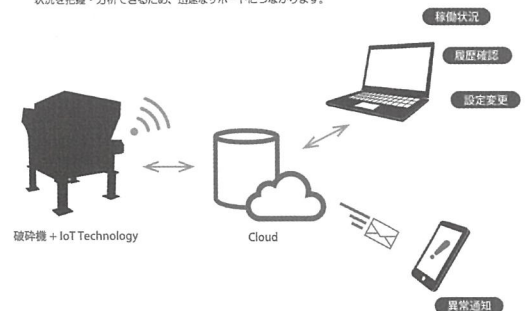 状況を把握・分析できるため、迅速なサポートにつながります。
稼働状況
履歴確認
設定変更
破砕機 + IoT Technology
Cloud
異常通知